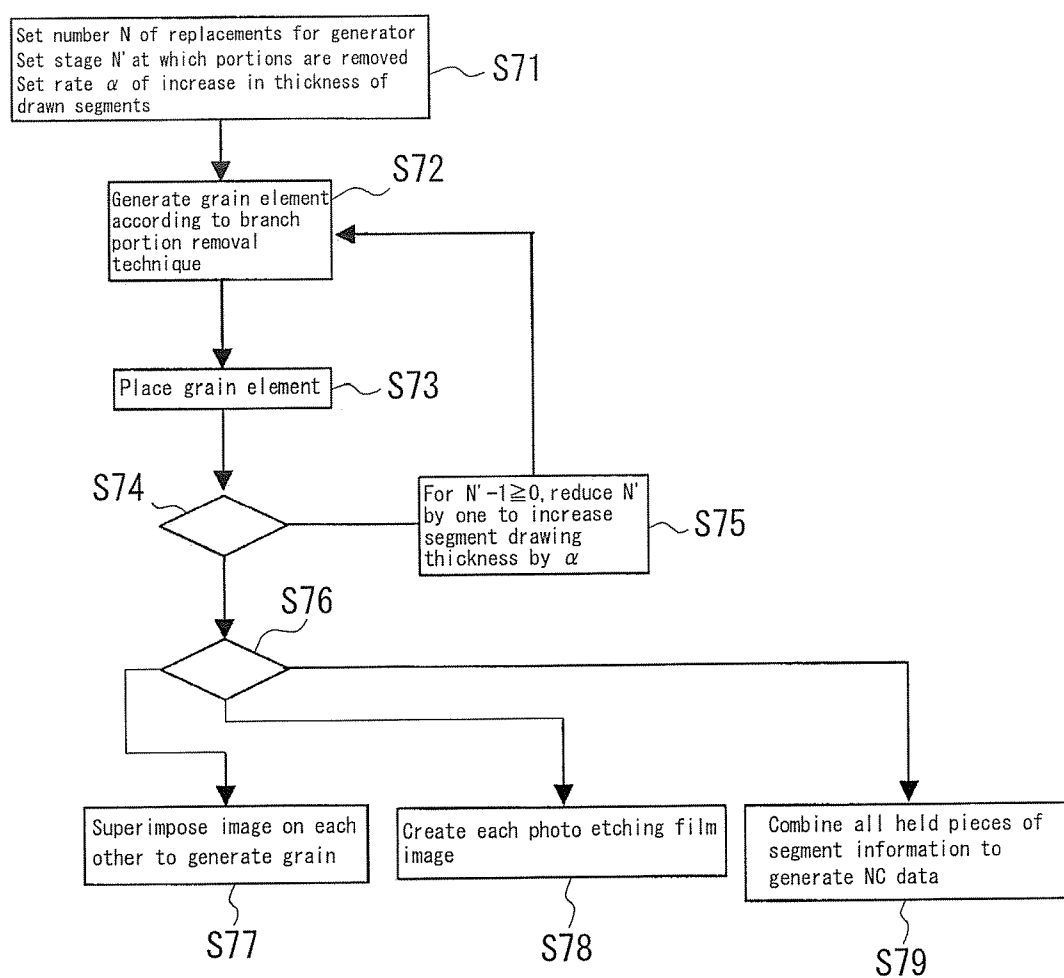 Set number N of replacements for generator
Set stage N' at which portions are removed
Set rate α of increase in thickness of
drawn segments
S71
S72
Generate grain element
according to branch
portion removal
technique
Place grain element
S73
S74
For N'-1≧0, reduce N'
by one to increase
segment drawing
thickness by α
S75
S76
Superimpose image on each
other to generate grain
S77
Create each photo etching film
image
S78
Combine all held pieces of
segment information to
generate NC data
S79